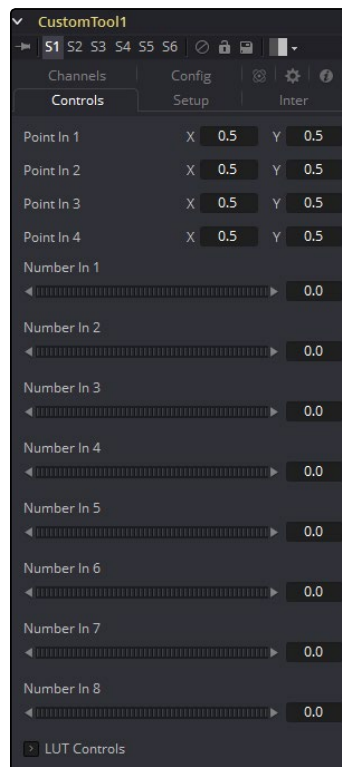 CustomTool1
S1 S2 S3 S4 S5 S6
Channels Config
Controls Setup Inter
Point In 1 X 0.5 Y 0.5
Point In 2 X 0.5 Y 0.5
Point In 3 X 0.5 Y 0.5
Point In 4 X 0.5 Y 0.5
Number In 1
0.0
Number In 2
0.0
Number In 3
0.0
Number In 4
0.0
Number In 5
0.0
Number In 6
0.0
Number In 7
0.0
Number In 8
0.0
LUT Controls